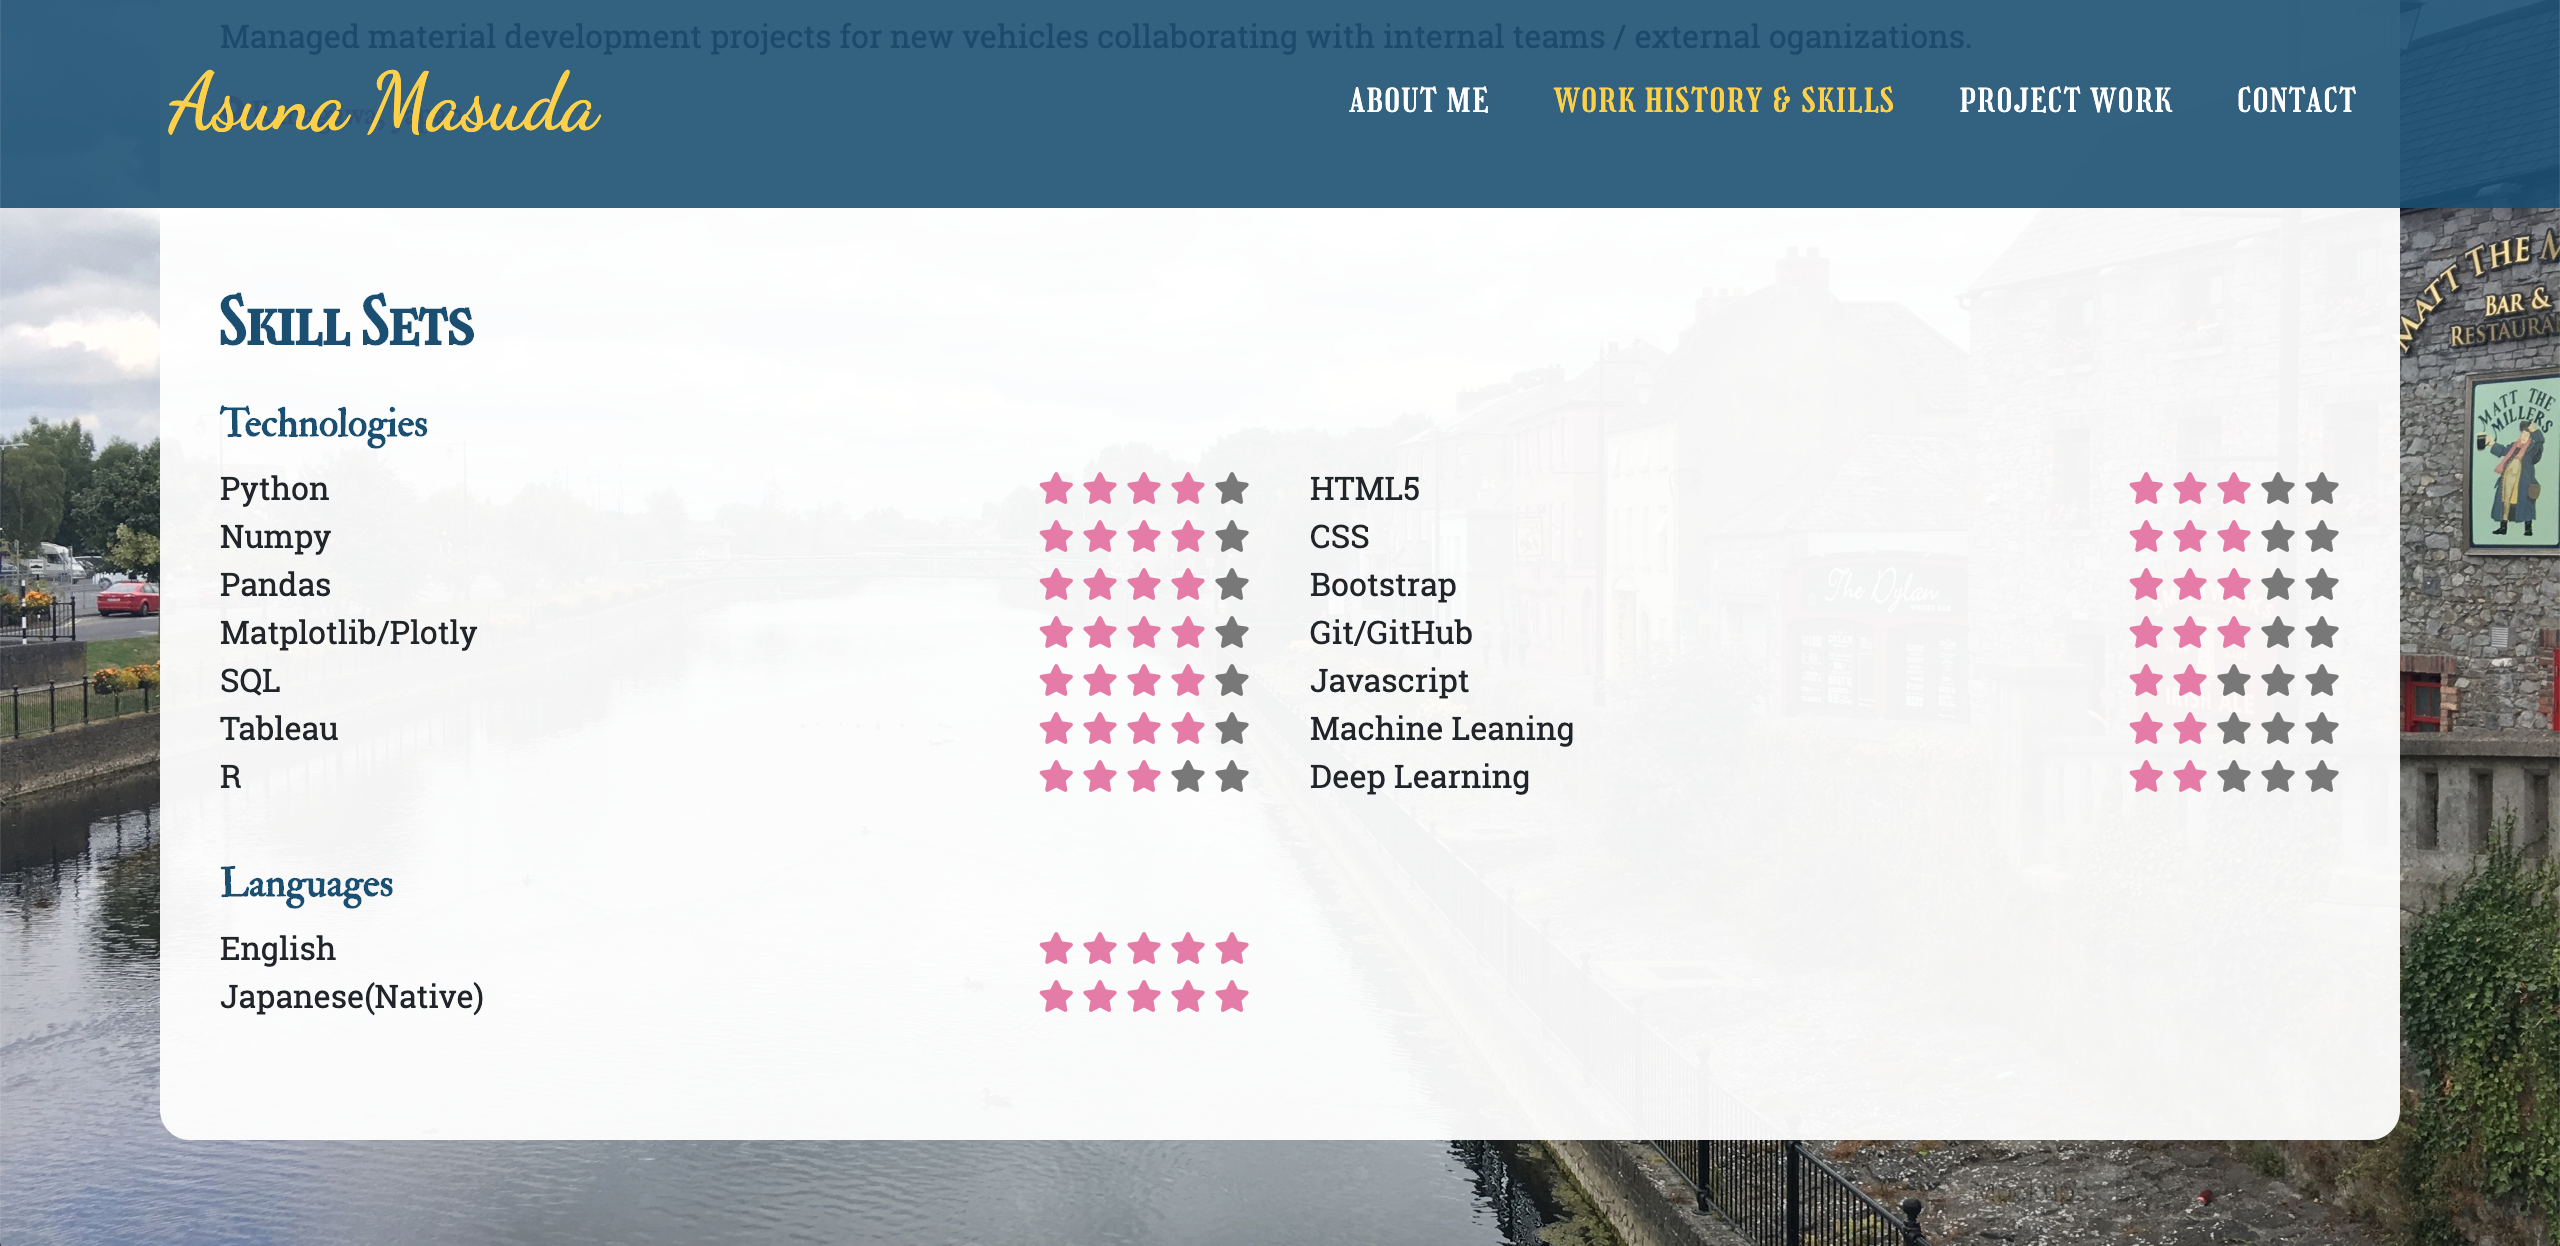 Managed material development projects for new vehicles collaborating with internal teams / external oganizations.
Asuna Masuda
ABOUT ME
WORK HISTORY & SKILLS
PROJECT WORK
CONTACT
MATT THE M
BAR &
RESTAURA
MATT THE
MILLERS
Skill Sets
Technologies
Python
Numpy
Pandas
Matplotlib/Plotly
SQL
Tableau
R
HTML5
CSS
Bootstrap
Git/GitHub
Javascript
Machine Leaning
Deep Learning
The Dylan
Languages
English
Japanese(Native)